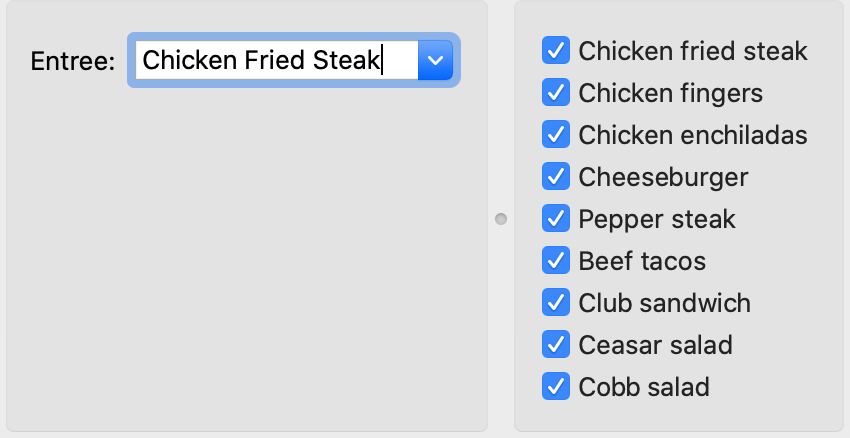 Entree: Chicken Fried Steak
Chicken fried steak
Chicken fingers
Chicken enchiladas
Cheeseburger
Pepper steak
Beef tacos
Club sandwich
Ceasar salad
Cobb salad